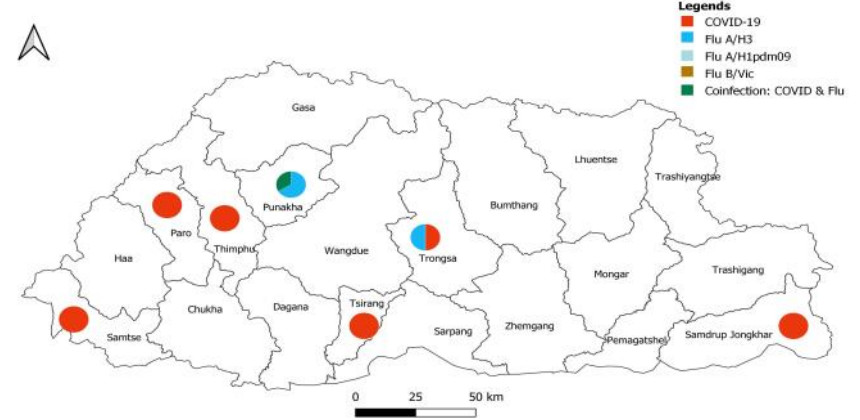 Legends
COVID-19
Flu A/H3
Flu A/H1pdm09
Flu B/Vic
Coinfection: COVID & Flu
Gasa
Lhuentse
Trashiyangtse
Punakha
Bumthang
Paro
Thimphu
Wangdue
Trongsa
Haa
Mongar
Trashigang
Chukha
Dagana
Tsirang
Sarpang
Zhemgang
Samtse
Pemagatshel
Samdrup Jongkhar
0 25 50 km